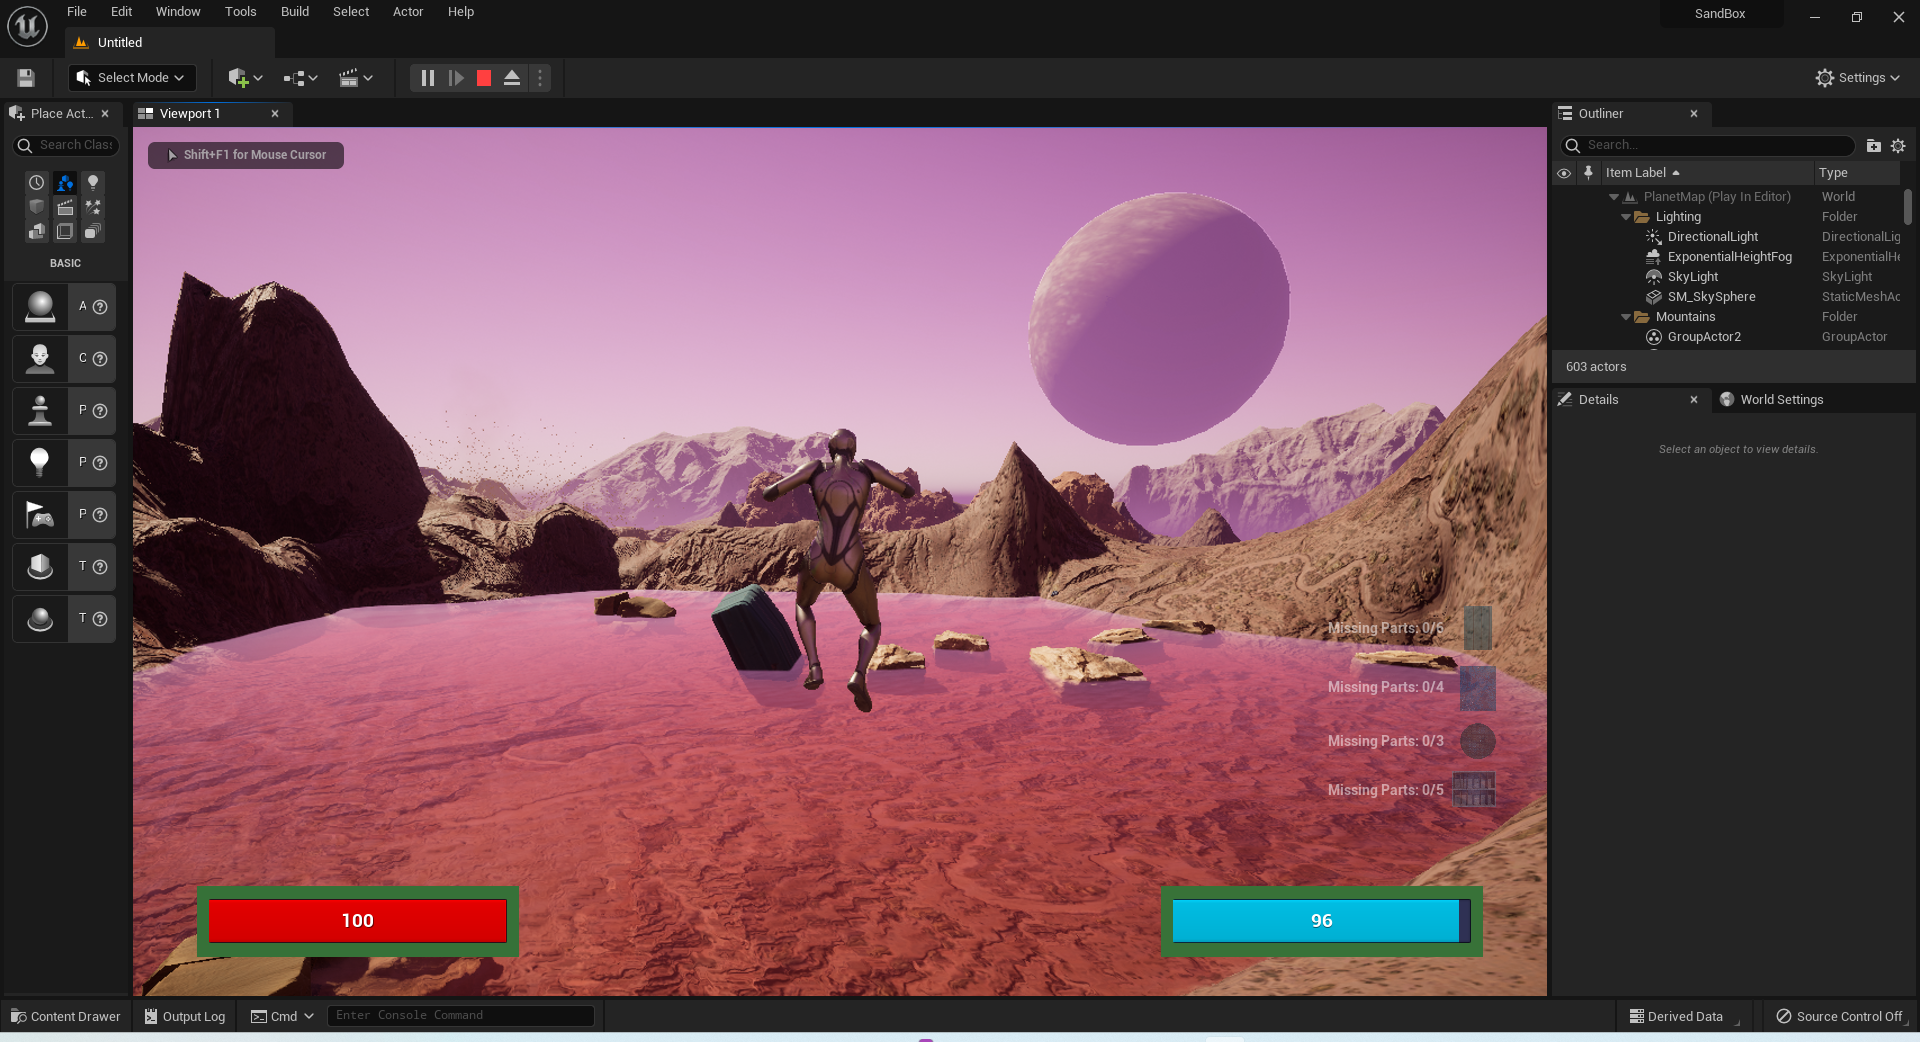 File Edit Window Tools Build Select Actor Help
SandBox
Untitled
Select Mode
Settings
Place Act...
Viewport 1
Outliner
Search Clas
Shift+F1 for Mouse Cursor
Search...
Item Label Type
PlanetMap (Play In Editor) World
Lighting Folder
DirectionalLight DirectionalLig
ExponentialHeightFog ExponentialHe
SkyLight SkyLight
SM_SkySphere StaticMeshAc
Mountains Folder
GroupActor2 GroupActor
603 actors
BASIC
A
C
P
P
P
T
T
Details
World Settings
Select an object to view details.
Missing Parts: 0/6
Missing Parts: 0/4
Missing Parts: 0/3
Missing Parts: 0/5
100
96
Content Drawer
Output Log
Cmd
Enter Console Command
Derived Data
Source Control Off